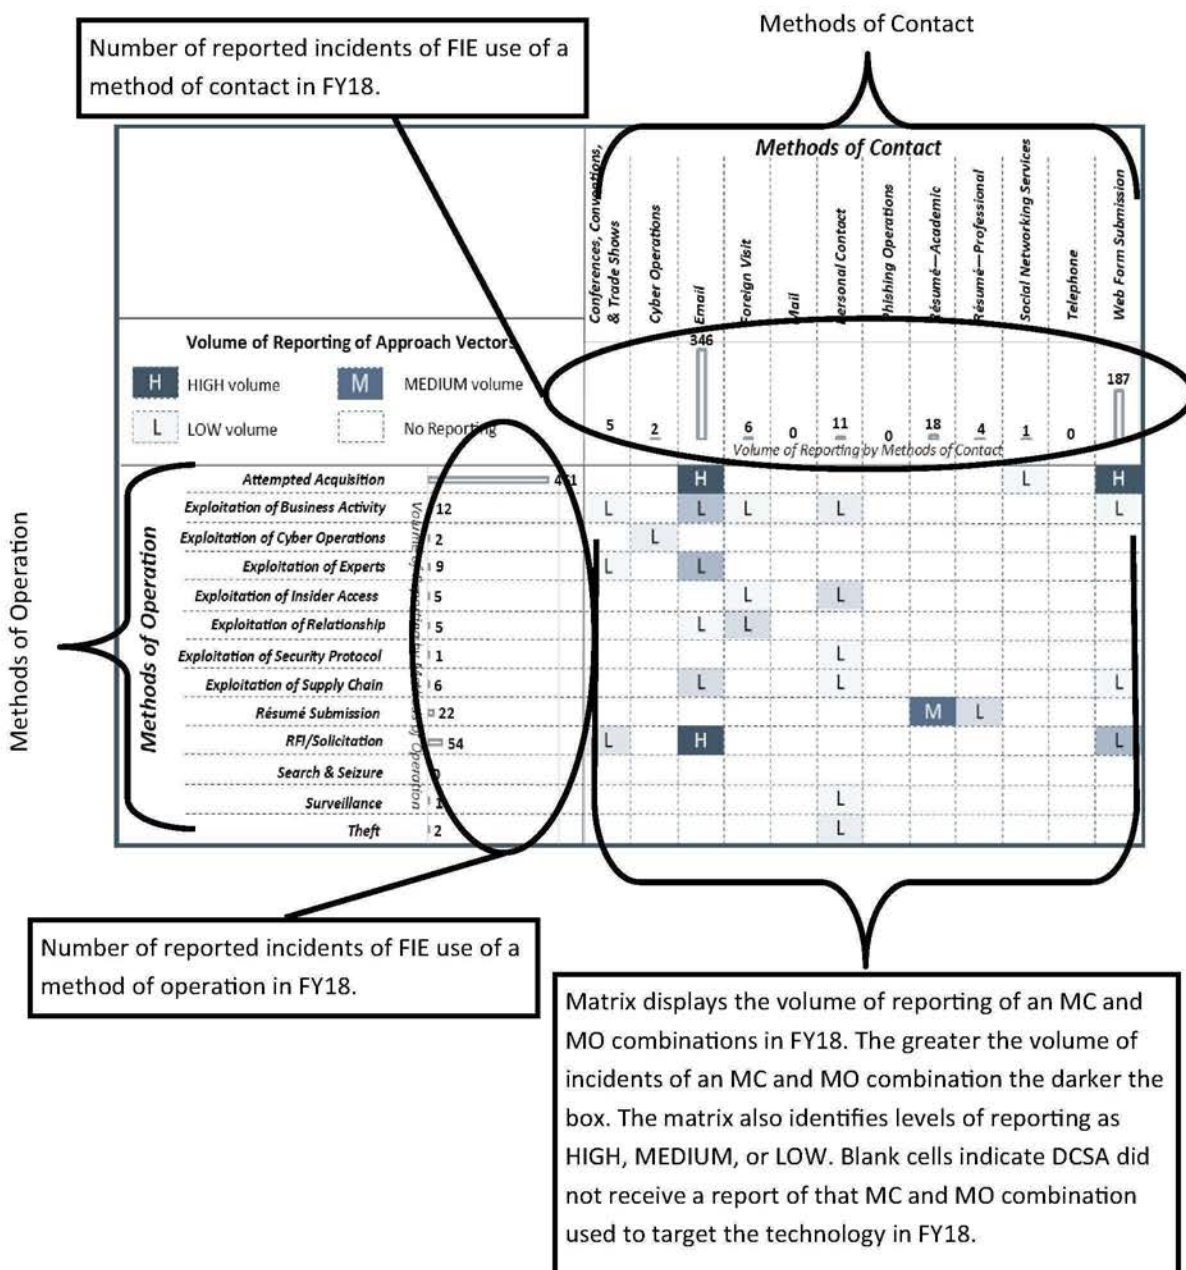 Methods of Contact
Number of reported incidents of FIE use of a
method of contact in FY18.
Methods of Contact
Conferences, Conventions,
& Trade Shows
Cyber Operations
Email
Foreign Visit
Mail
Personal Contact
Phishing Operations
Résumé—Academic
Résumé—Professional
Social Networking Services
Telephone
Web Form Submission
Volume of Reporting of Approach Vectors
H HIGH volume M MEDIUM volume
L LOW volume No Reporting
5 2 346 6 0 11 0 18 4 1 0 187
Volume of Reporting by Methods of Contact
Methods of Operation
Methods of Operation
Volume of Reporting by Methods of Operation
Attempted Acquisition 461 H L H
Exploitation of Business Activity 12 L L L L L
Exploitation of Cyber Operations 2 L
Exploitation of Experts 9 L L
Exploitation of Insider Access 5 L L
Exploitation of Relationship 5 L L
Exploitation of Security Protocol 1 L
Exploitation of Supply Chain 6 L L L
Résumé Submission 22 M L
RFI/Solicitation 54 L H L
Search & Seizure 0
Surveillance 1 L
Theft 2 L
Number of reported incidents of FIE use of a
method of operation in FY18.
Matrix displays the volume of reporting of an MC and
MO combinations in FY18. The greater the volume of
incidents of an MC and MO combination the darker the
box. The matrix also identifies levels of reporting as
HIGH, MEDIUM, or LOW. Blank cells indicate DCSA did
not receive a report of that MC and MO combination
used to target the technology in FY18.